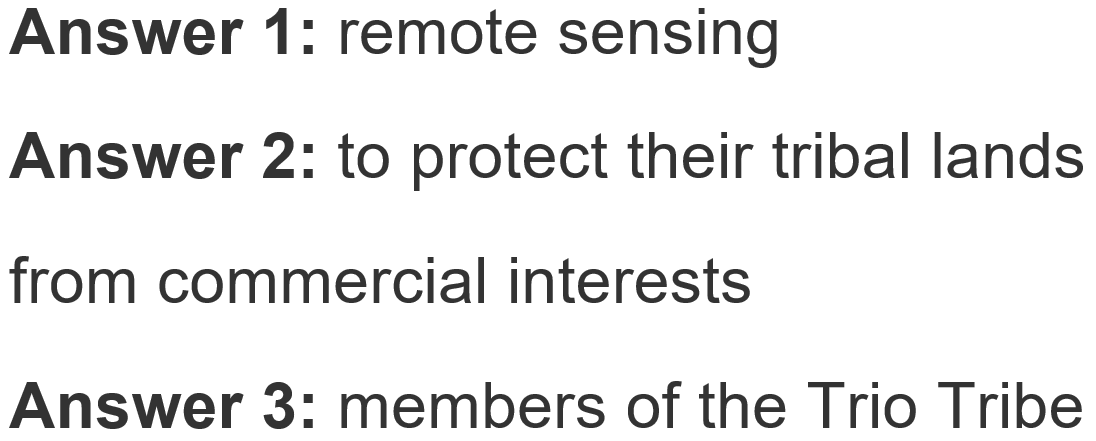 Answer 1: remote sensing
Answer 2: to protect their tribal lands
from commercial interests
Answer 3: members of the Trio Tribe